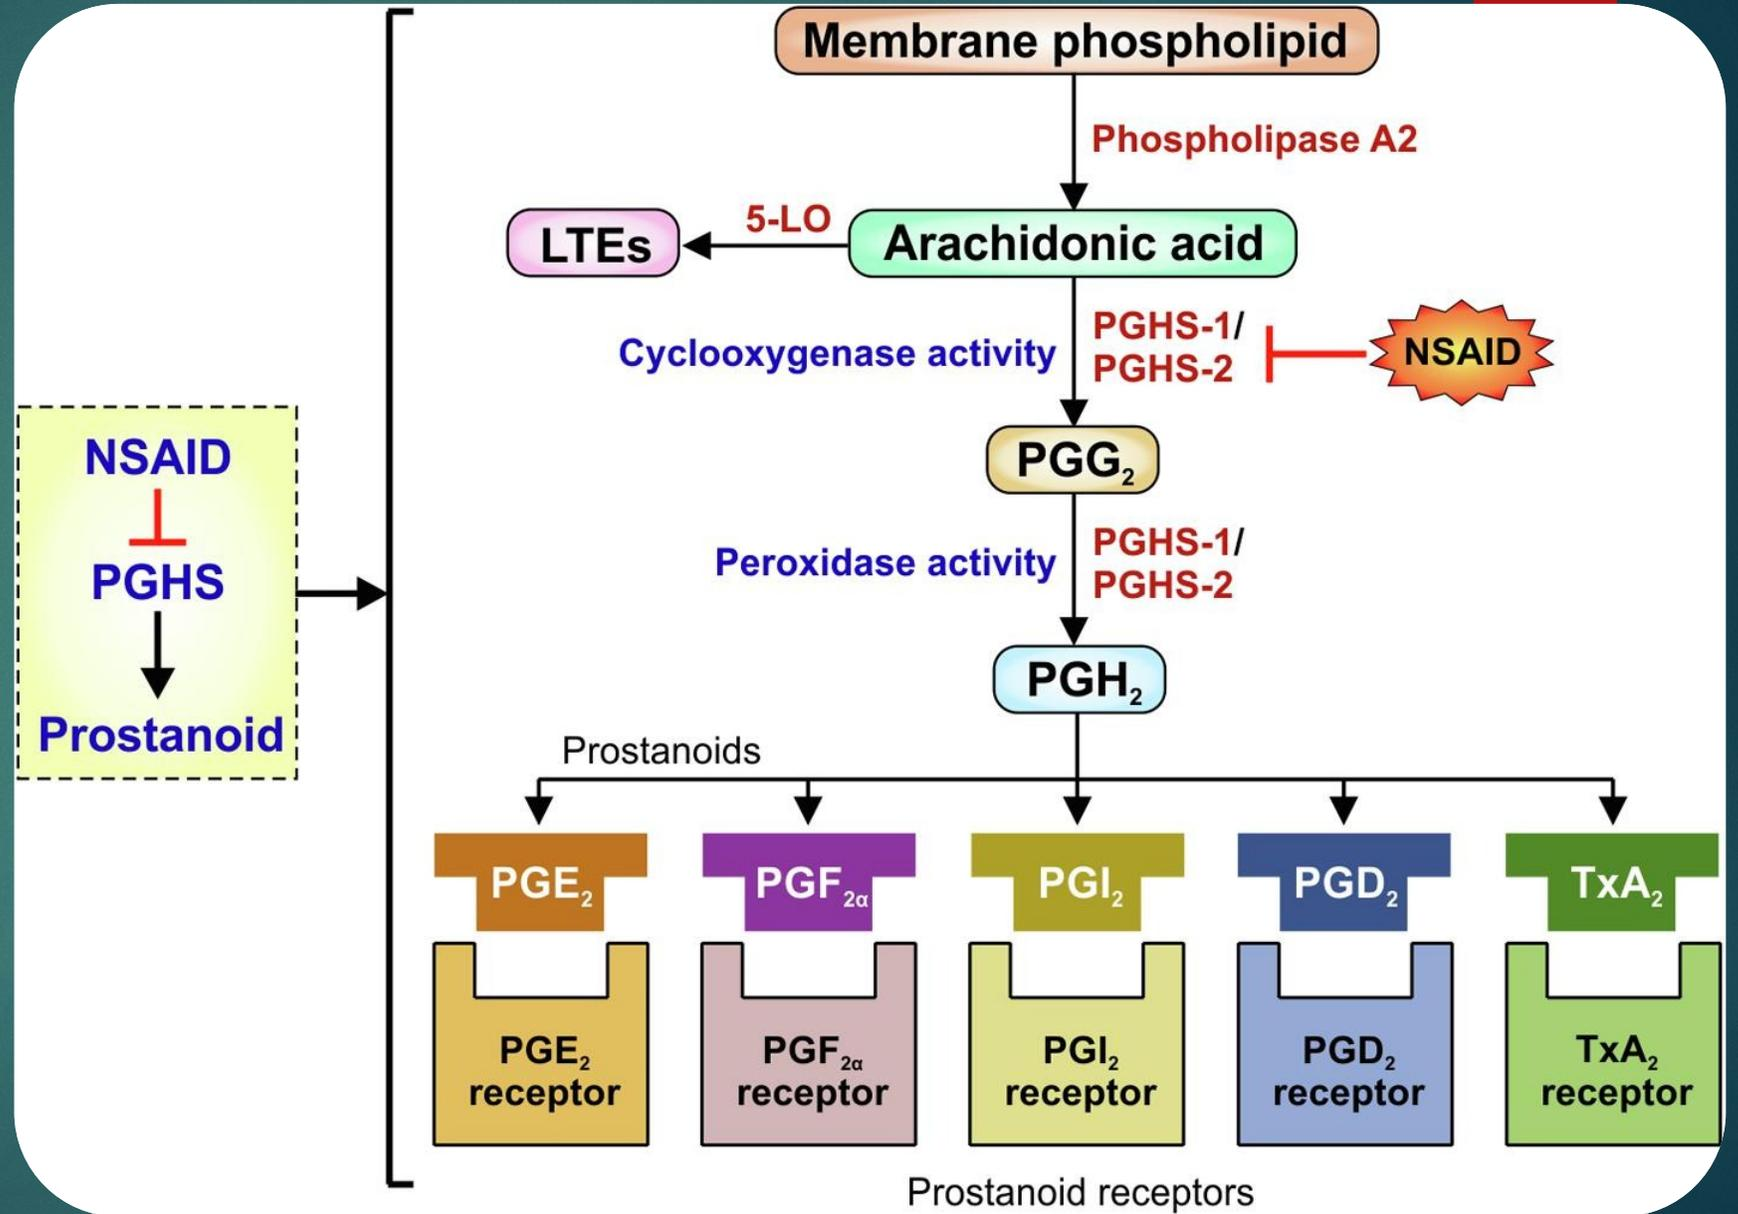 Membrane phospholipid
Phospholipase A2
LTEs
5-LO
Arachidonic acid
Cyclooxygenase activity
PGHS-1/
PGHS-2
NSAID
PGG₂
Peroxidase activity
PGHS-1/
PGHS-2
PGH₂
NSAID
PGHS
Prostanoid
Prostanoids
PGE₂
PGF₂α
PGI₂
PGD₂
TxA₂
PGE₂
receptor
PGF₂α
receptor
PGI₂
receptor
PGD₂
receptor
TxA₂
receptor
Prostanoid receptors